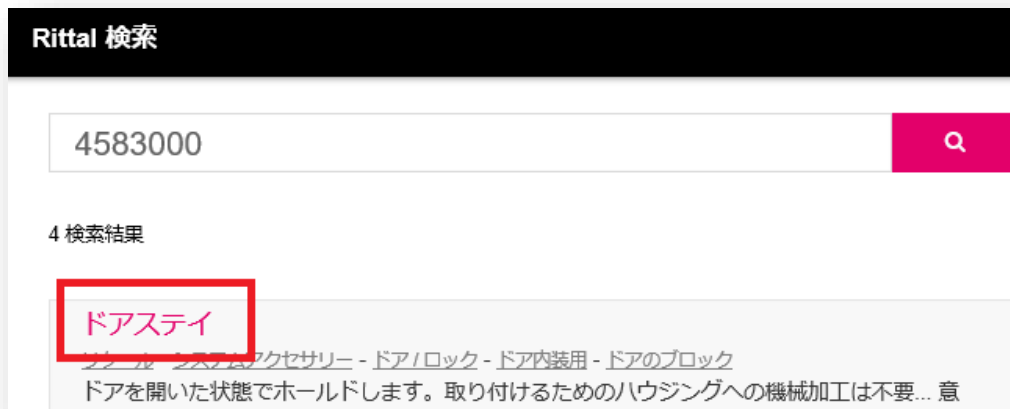 Rittal 検索
4583000
4 検索結果
ドアステイ
システムアクセサリー - ドア / ロック - ドア内装用 - ドアのブロック
ドアを開いた状態でホールドします。取り付けるためのハウジングへの機械加工は不要... 意